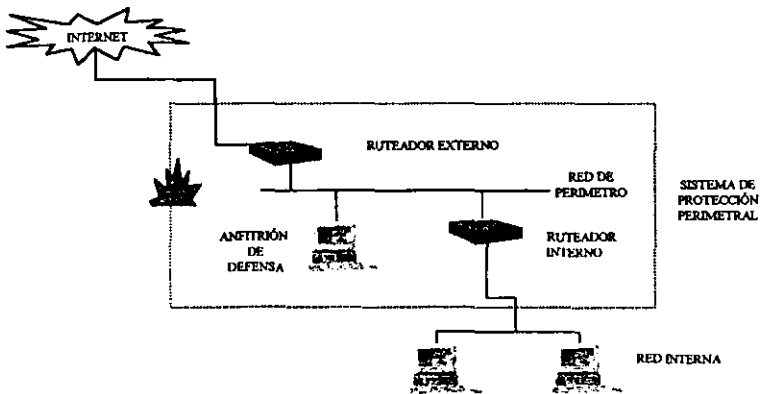 INTERNET
RUTEADOR EXTERNO
RED DE
PERIMETRO
SISTEMA DE
PROTECCIÓN
PERIMETRAL
ANFITRIÓN
DE
DEFENSA
RUTEADOR
INTERNO
RED INTERNA